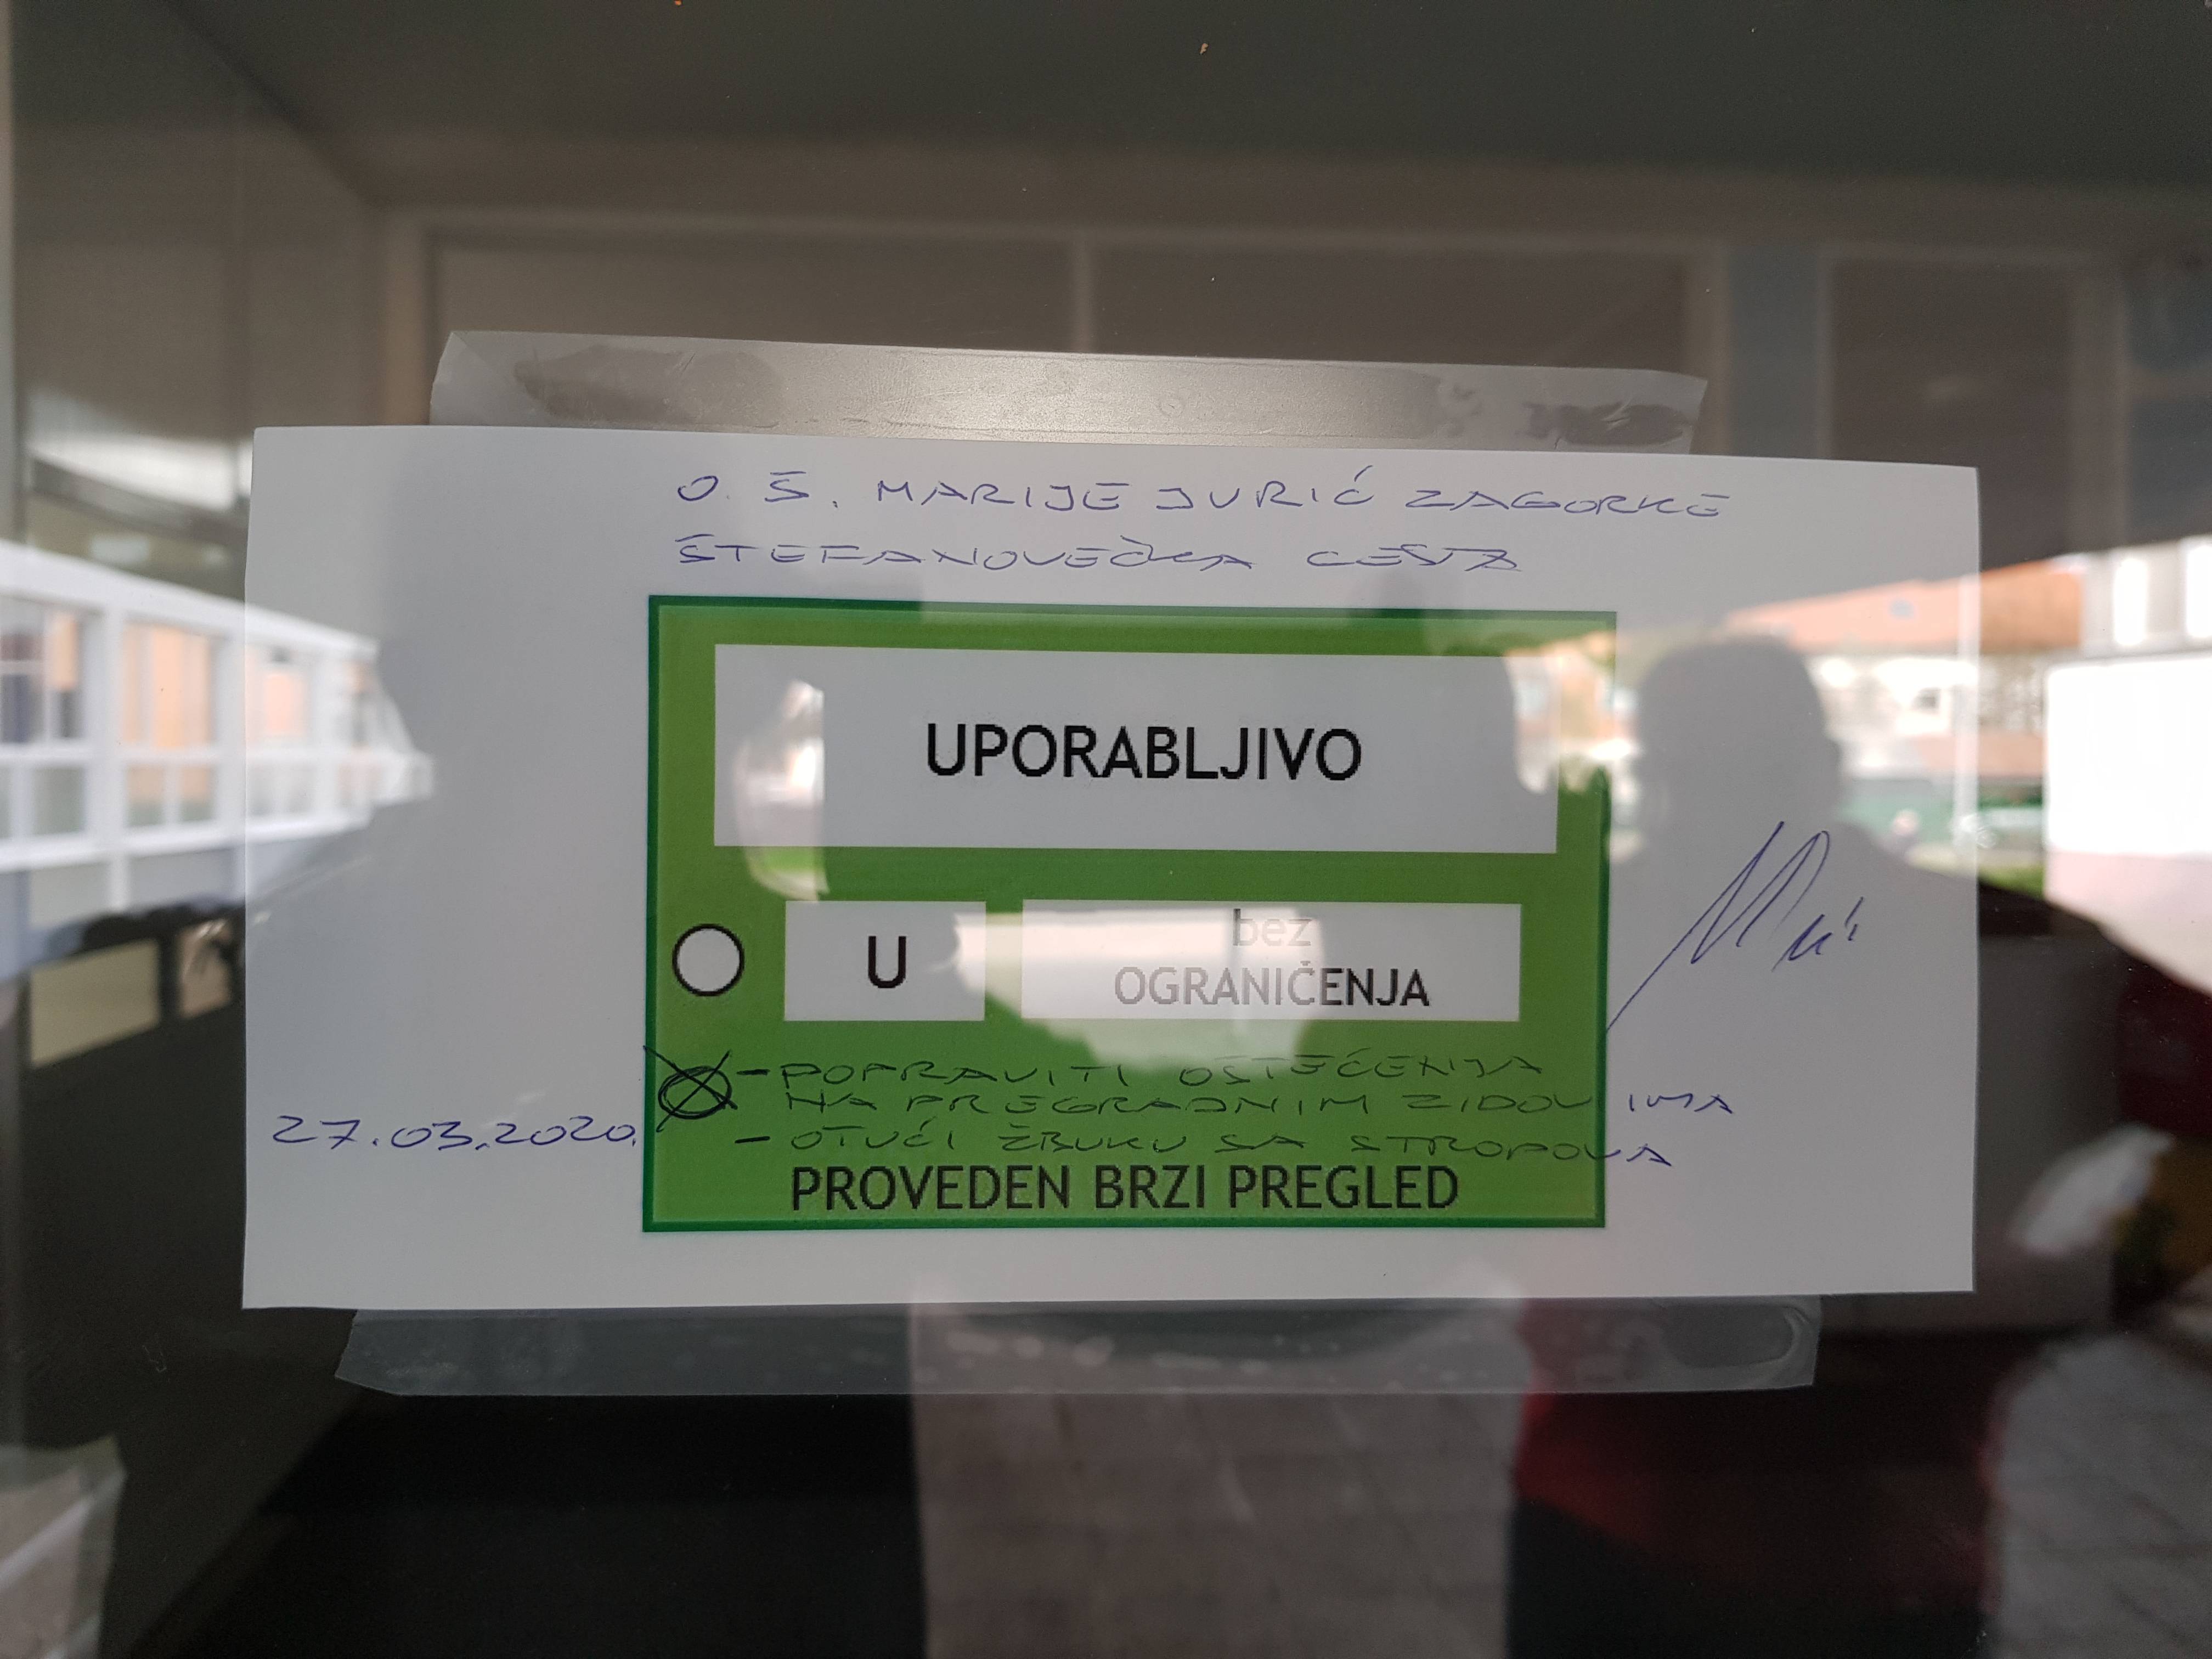 O.Š. MARIJE JURIĆ ZAGORKE
ŠTEFANOVEČKA CESTA
UPORABLJIVO
U
bez
OGRANIČENJA
- POPRAVITI OŠTEĆENJA
NA PREGRADNIM ZIDOVIMA
27.03.2020.
- OTUĆI ŽBUKU SA STROPOVA
PROVEDEN BRZI PREGLED